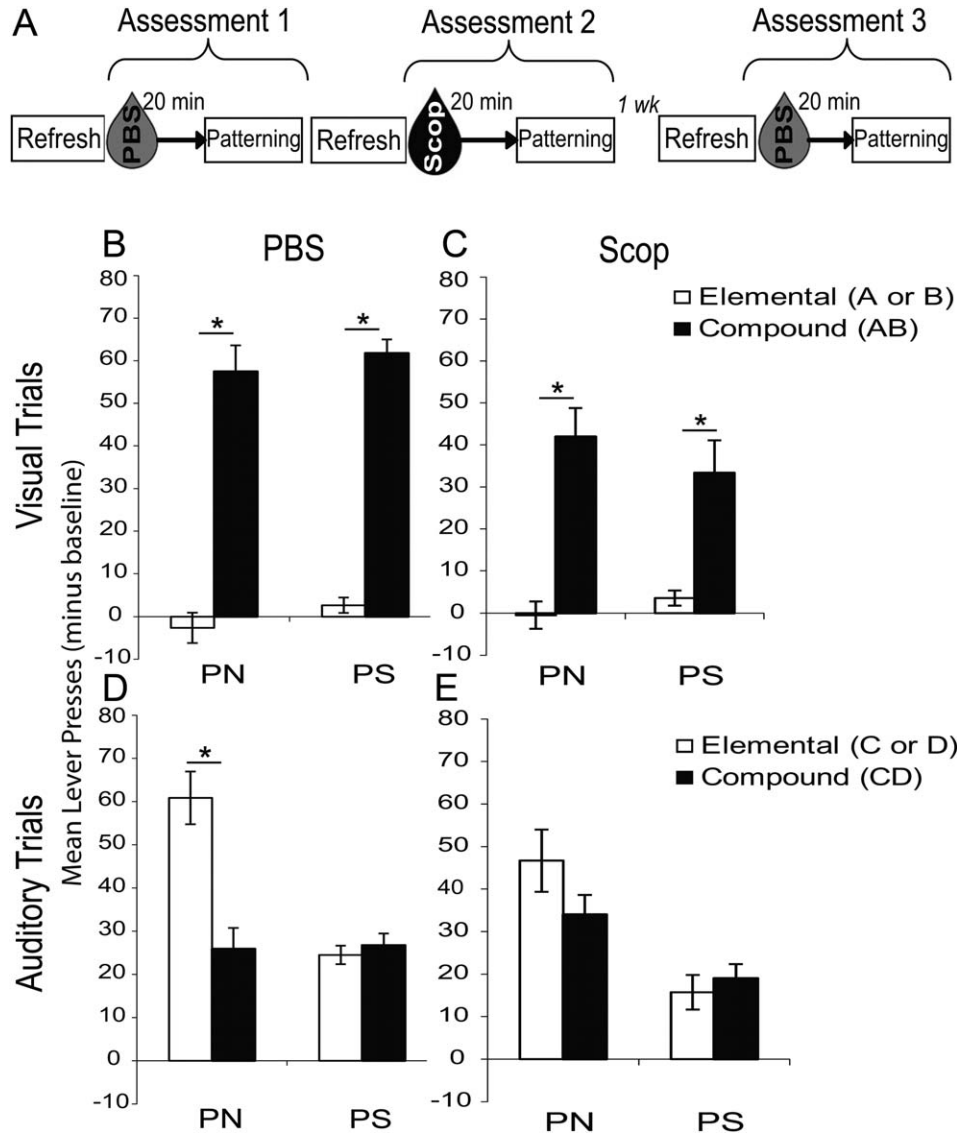 A
Assessment 1 Assessment 2 Assessment 3
20 min 20 min 1 wk 20 min
Refresh PBS Patterning Refresh Scop Patterning Refresh PBS Patterning
B PBS C Scop
Visual Trials
Auditory Trials
Mean Lever Presses (minus baseline)
80
70
60
50
40
30
20
10
0
-10
* *
PN PS
80
70
60
50
40
30
20
10
0
-10
* *
Elemental (A or B)
Compound (AB)
PN PS
D
80
70
60
50
40
30
20
10
0
-10
*
PN PS
E
80
70
60
50
40
30
20
10
0
-10
Elemental (C or D)
Compound (CD)
PN PS